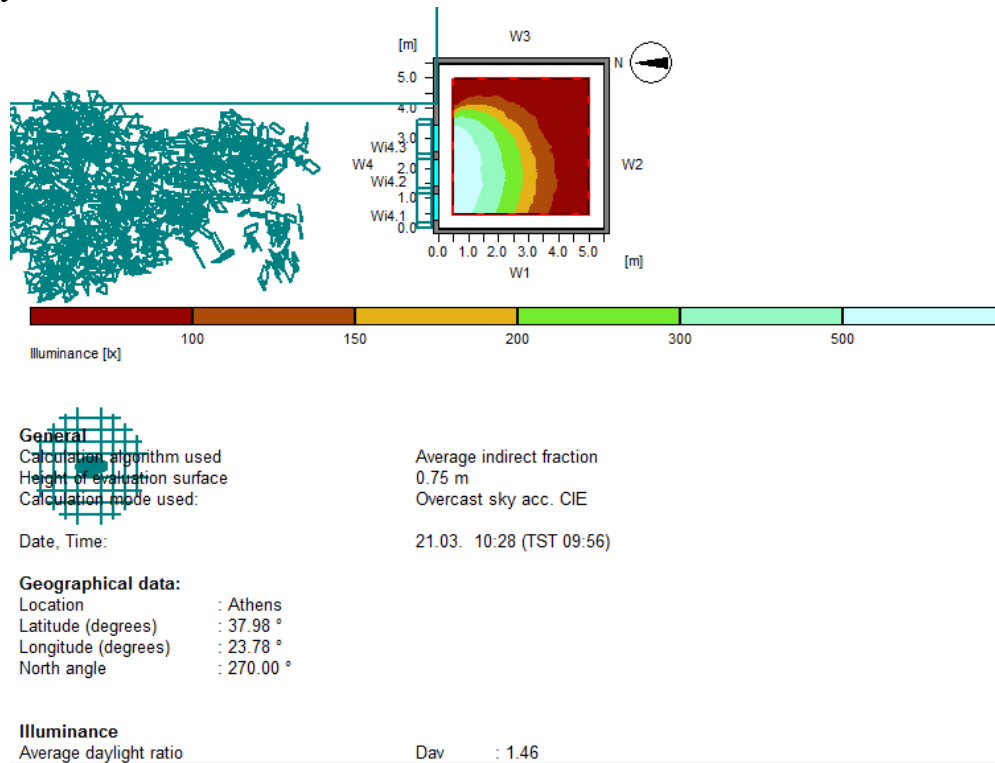 W3
[m]
N
5.0
4.0
3.0
Wi4.3
W4
2.0
W2
Wi4.2
1.0
Wi4.1
0.0
0.0 1.0 2.0 3.0 4.0 5.0
[m]
W1
100 150 200 300 500
Illuminance [lx]
General
Calculation algorithm used Average indirect fraction
Height of evaluation surface 0.75 m
Calculation mode used: Overcast sky acc. CIE
Date, Time: 21.03. 10:28 (TST 09:56)
Geographical data:
Location : Athens
Latitude (degrees) : 37.98 °
Longitude (degrees) : 23.78 °
North angle : 270.00 °
Illuminance
Average daylight ratio Dav : 1.46